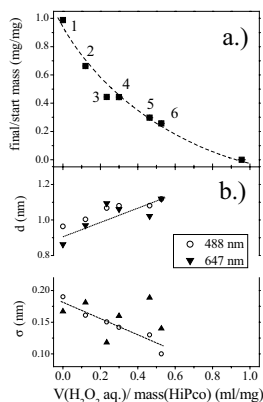 a.)
final/start mass (mg/mg)
1.0
0.8
0.6
0.4
0.2
0.0
1
2
3
4
5
6
b.)
d (nm)
1.2
1.0
0.8
488 nm
647 nm
σ (nm)
0.20
0.15
0.10
0.0 0.2 0.4 0.6 0.8 1.0
V(H₂O₂ aq.)/ mass(HiPco) (ml/mg)